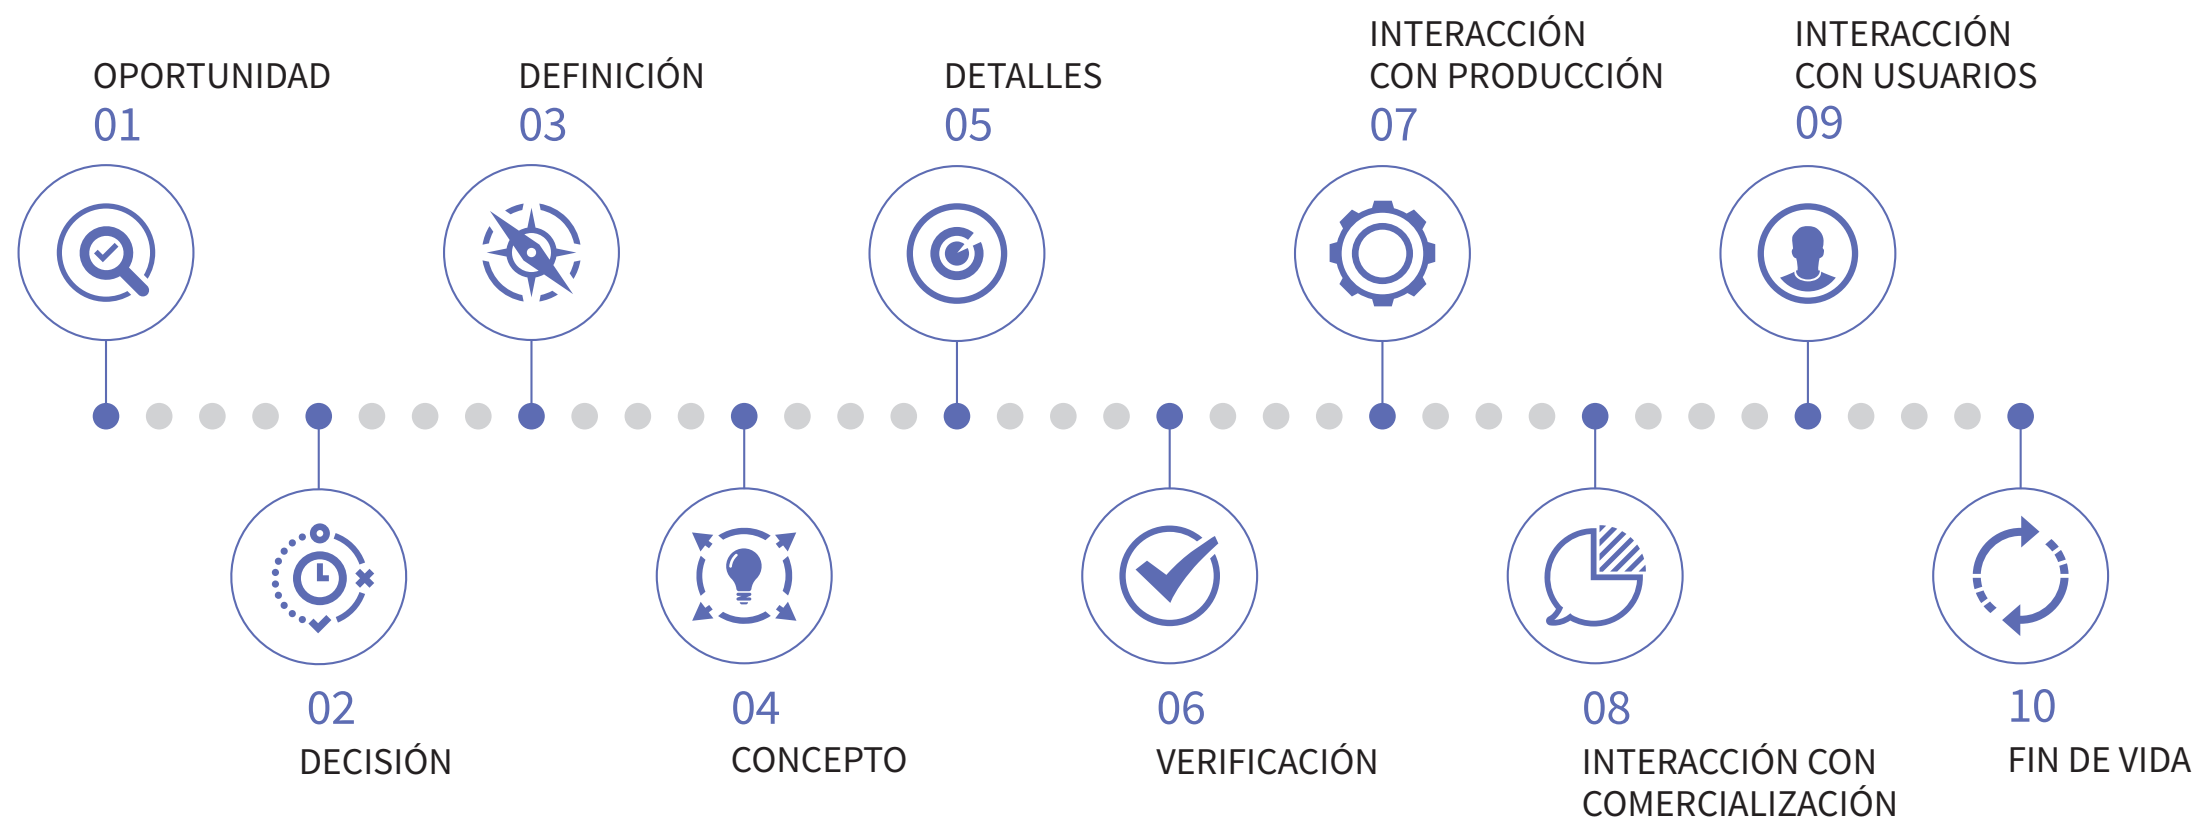 OPORTUNIDAD
01
02
DECISIÓN
DEFINICIÓN
03
04
CONCEPTO
DETALLES
05
06
VERIFICACIÓN
INTERACCIÓN
CON PRODUCCIÓN
07
08
INTERACCIÓN CON
COMERCIALIZACIÓN
INTERACCIÓN
CON USUARIOS
09
10
FIN DE VIDA